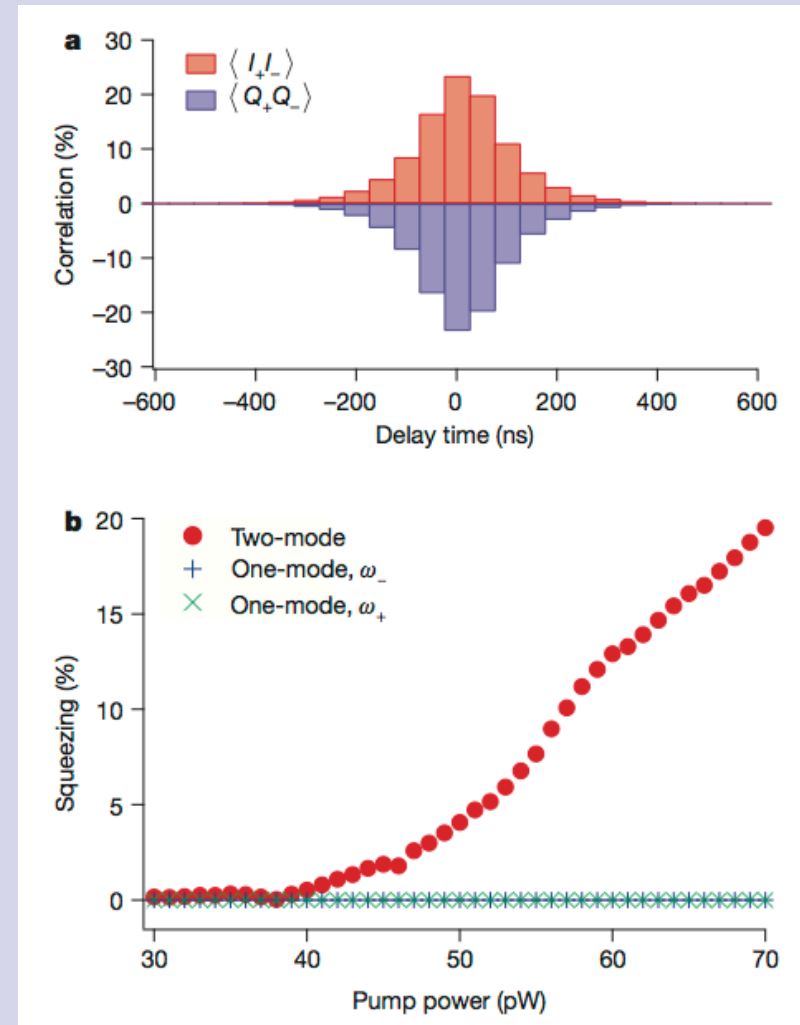 a
30
20
10
0
−10
−20
−30
⟨I₊I₋⟩
⟨Q₊Q₋⟩
Correlation (%)
−600 −400 −200 0 200 400 600
Delay time (ns)
b
20
15
10
5
0
Two-mode
One-mode, ω₋
One-mode, ω₊
Squeezing (%)
30 40 50 60 70
Pump power (pW)